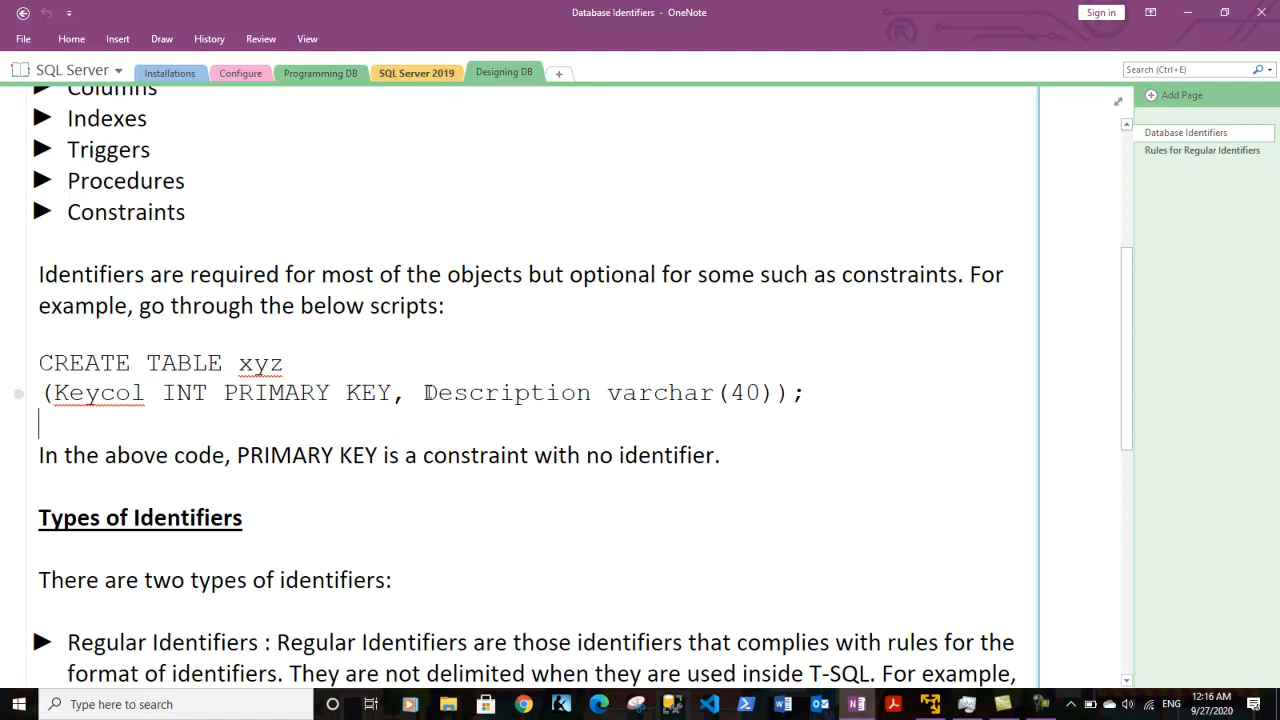 Database Identifiers - OneNote
Sign in
File Home Insert Draw History Review View
SQL Server Installations Configure Programming DB SQL Server 2019 Designing DB +
Search (Ctrl+E)
Add Page
Database Identifiers
Rules for Regular Identifiers
Columns
Indexes
Triggers
Procedures
Constraints
Identifiers are required for most of the objects but optional for some such as constraints. For
example, go through the below scripts:
CREATE TABLE xyz
(Keycol INT PRIMARY KEY, Description varchar(40));
In the above code, PRIMARY KEY is a constraint with no identifier.
Types of Identifiers
There are two types of identifiers:
Regular Identifiers : Regular Identifiers are those identifiers that complies with rules for the
format of identifiers. They are not delimited when they are used inside T-SQL. For example,
Type here to search
ENG
12:16 AM
9/27/2020